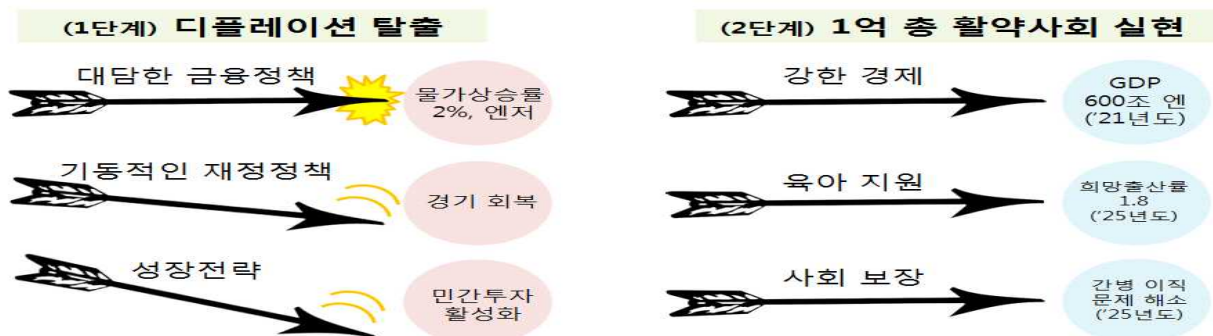 (1단계) 디플레이션 탈출
대담한 금융정책
물가상승률
2%, 엔저
기동적인 재정정책
경기 회복
성장전략
민간투자
활성화
(2단계) 1억 총 활약사회 실현
강한 경제
GDP
600조 엔
('21년도)
육아 지원
희망출산률
1.8
('25년도)
사회 보장
간병 이직
문제 해소
('25년도)